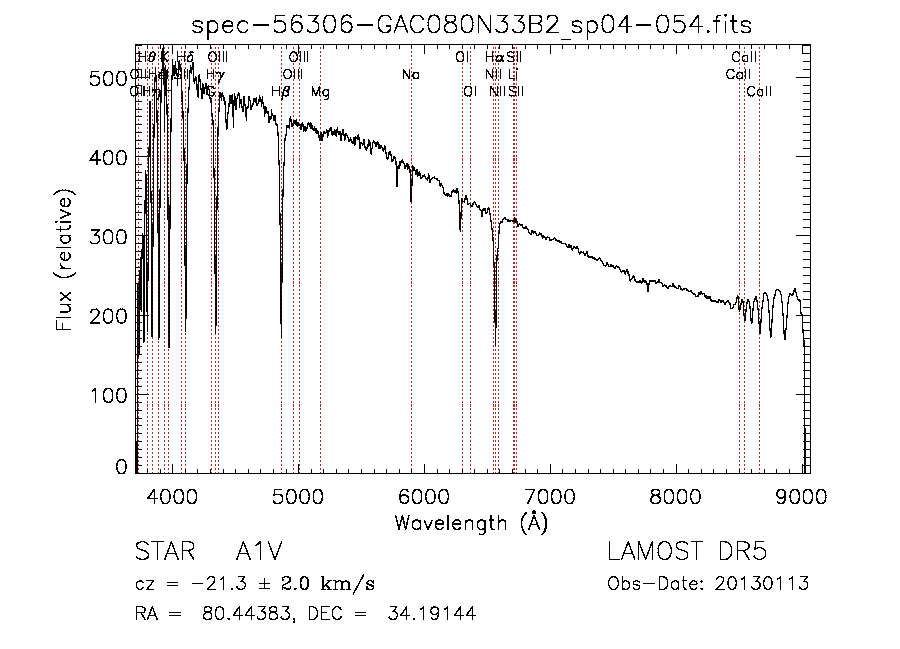 spec-56306-GAC080N33B2_sp04-054.fits
Hθ K Hδ OIII OIII OI Hα SII CaII
Hγ OIII Na NII Li CaII
Hβ Mg OI NII SII CaII
500
400
300
200
100
0
Flux (relative)
4000 5000 6000 7000 8000 9000
Wavelength (Å)
STAR A1V LAMOST DR5
cz = -21.3 ± 2.0 km/s Obs-Date: 20130113
RA = 80.44383, DEC = 34.19144